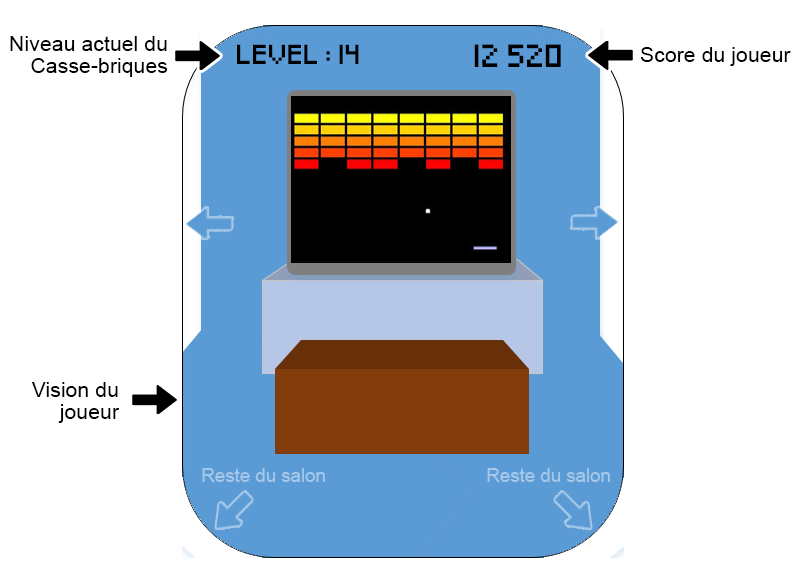 Niveau actuel du
Casse-briques
LEVEL : 14
12 520
Score du joueur
Vision du
joueur
Reste du salon
Reste du salon